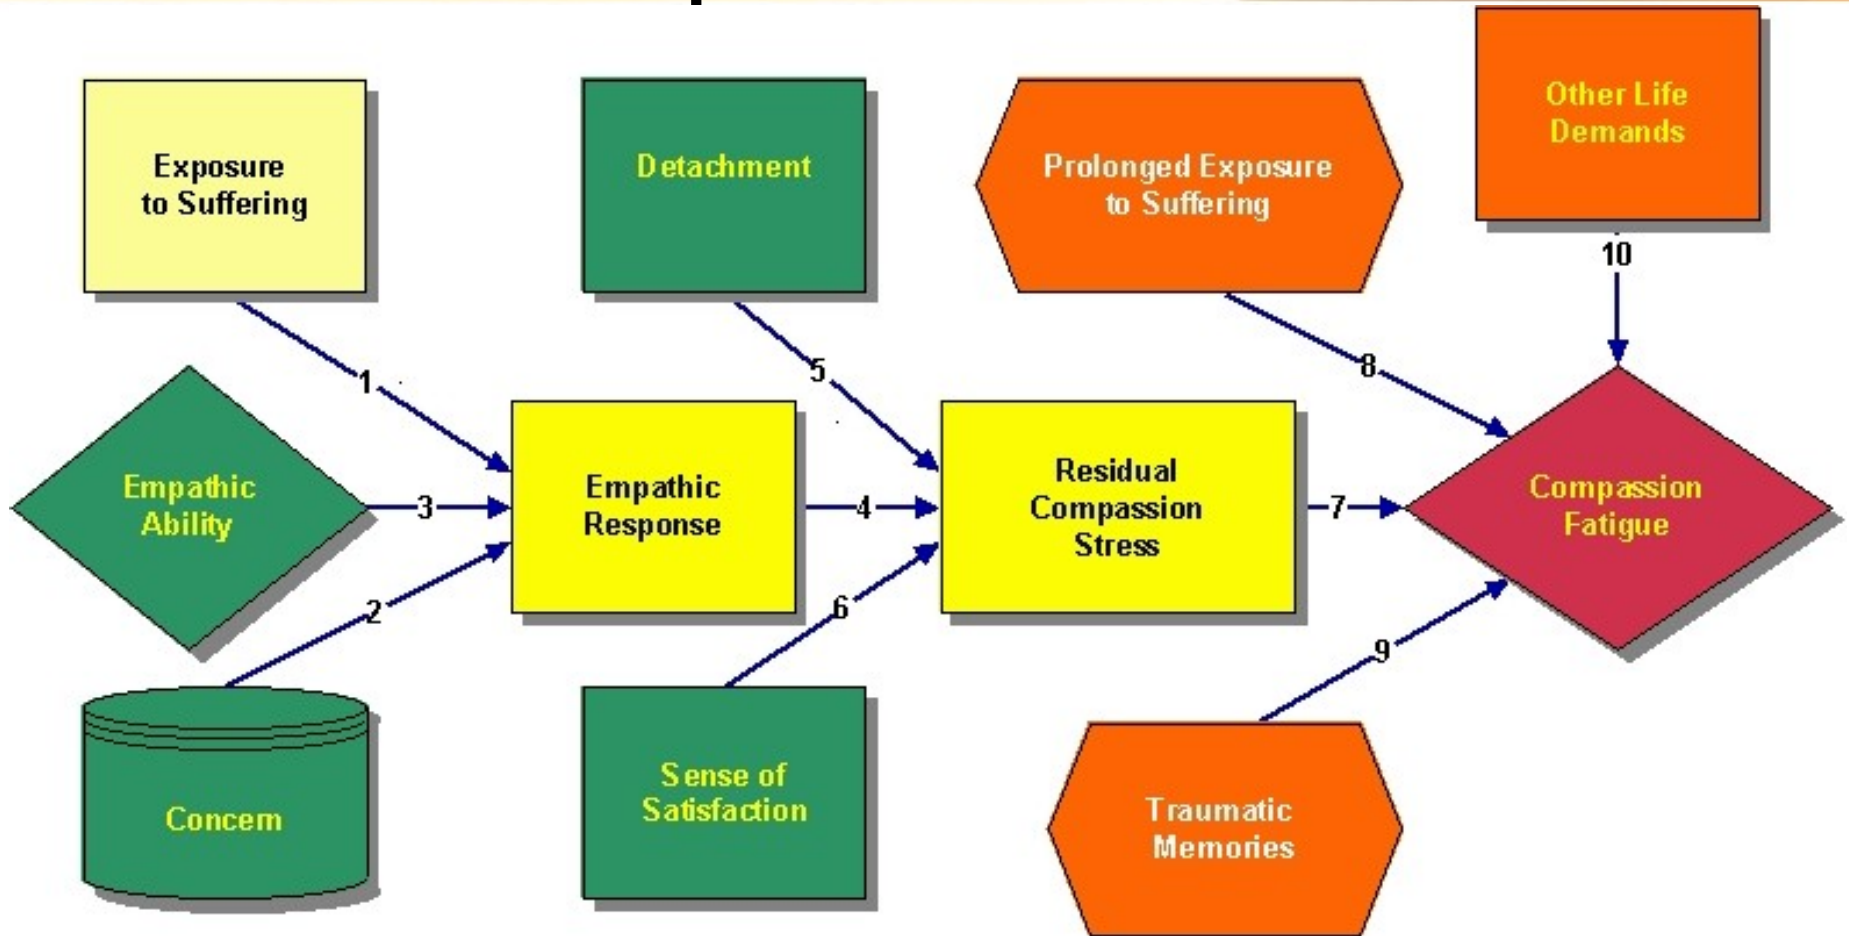 Exposure
to Suffering
Detachment
Prolonged Exposure
to Suffering
Other Life
Demands
10
1
5
8
Empathic
Ability
3
Empathic
Response
4
Residual
Compassion
Stress
7
Compassion
Fatigue
2
6
9
Concern
Sense of
Satisfaction
Traumatic
Memories